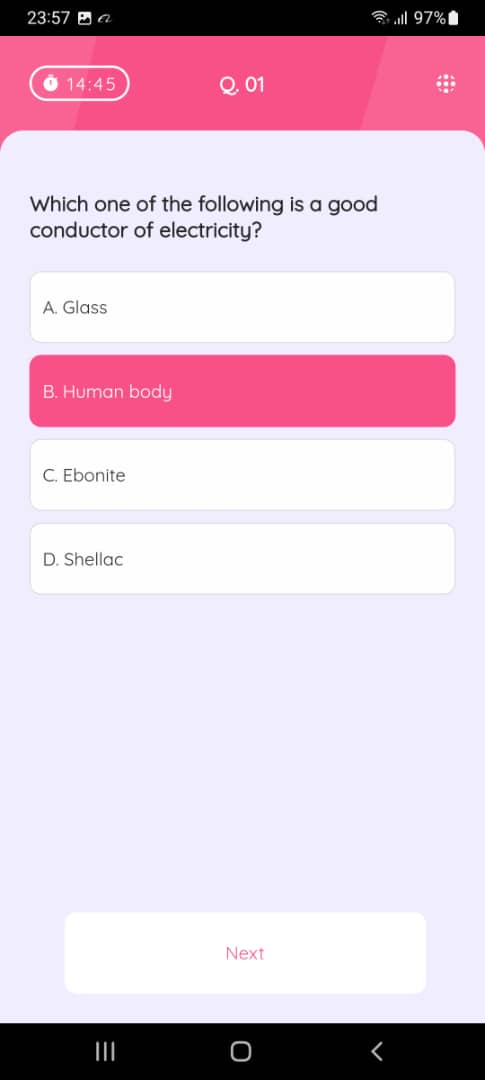 23:57 97%
14:45 Q. 01
Which one of the following is a good
conductor of electricity?
A. Glass
B. Human body
C. Ebonite
D. Shellac
Next